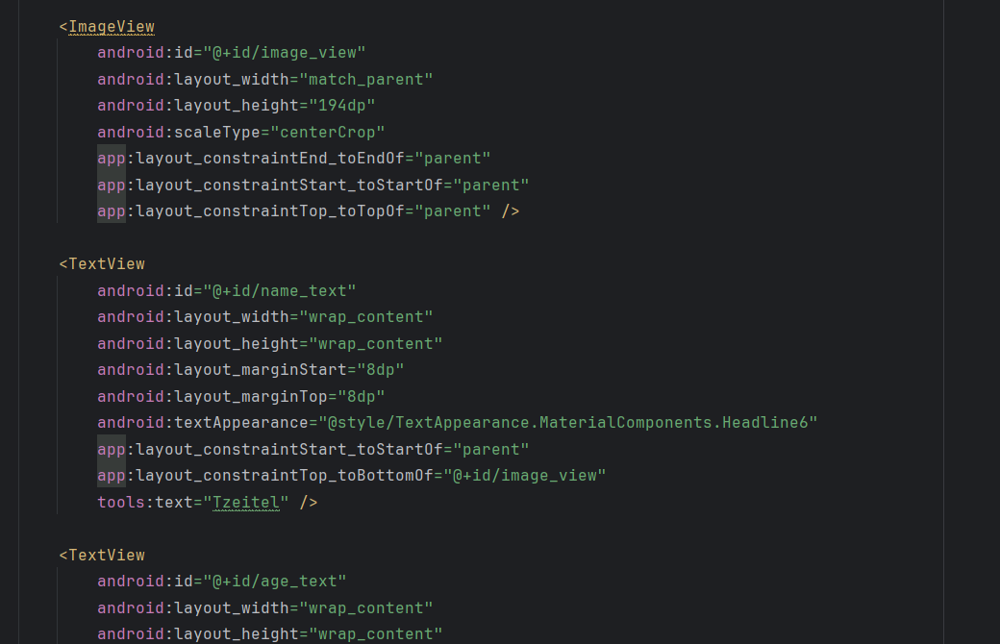 <ImageView
android:id="@+id/image_view"
android:layout_width="match_parent"
android:layout_height="194dp"
android:scaleType="centerCrop"
app:layout_constraintEnd_toEndOf="parent"
app:layout_constraintStart_toStartOf="parent"
app:layout_constraintTop_toTopOf="parent" />
<TextView
android:id="@+id/name_text"
android:layout_width="wrap_content"
android:layout_height="wrap_content"
android:layout_marginStart="8dp"
android:layout_marginTop="8dp"
android:textAppearance="@style/TextAppearance.MaterialComponents.Headline6"
app:layout_constraintStart_toStartOf="parent"
app:layout_constraintTop_toBottomOf="@+id/image_view"
tools:text="Tzeitel" />
<TextView
android:id="@+id/age_text"
android:layout_width="wrap_content"
android:layout_height="wrap_content"